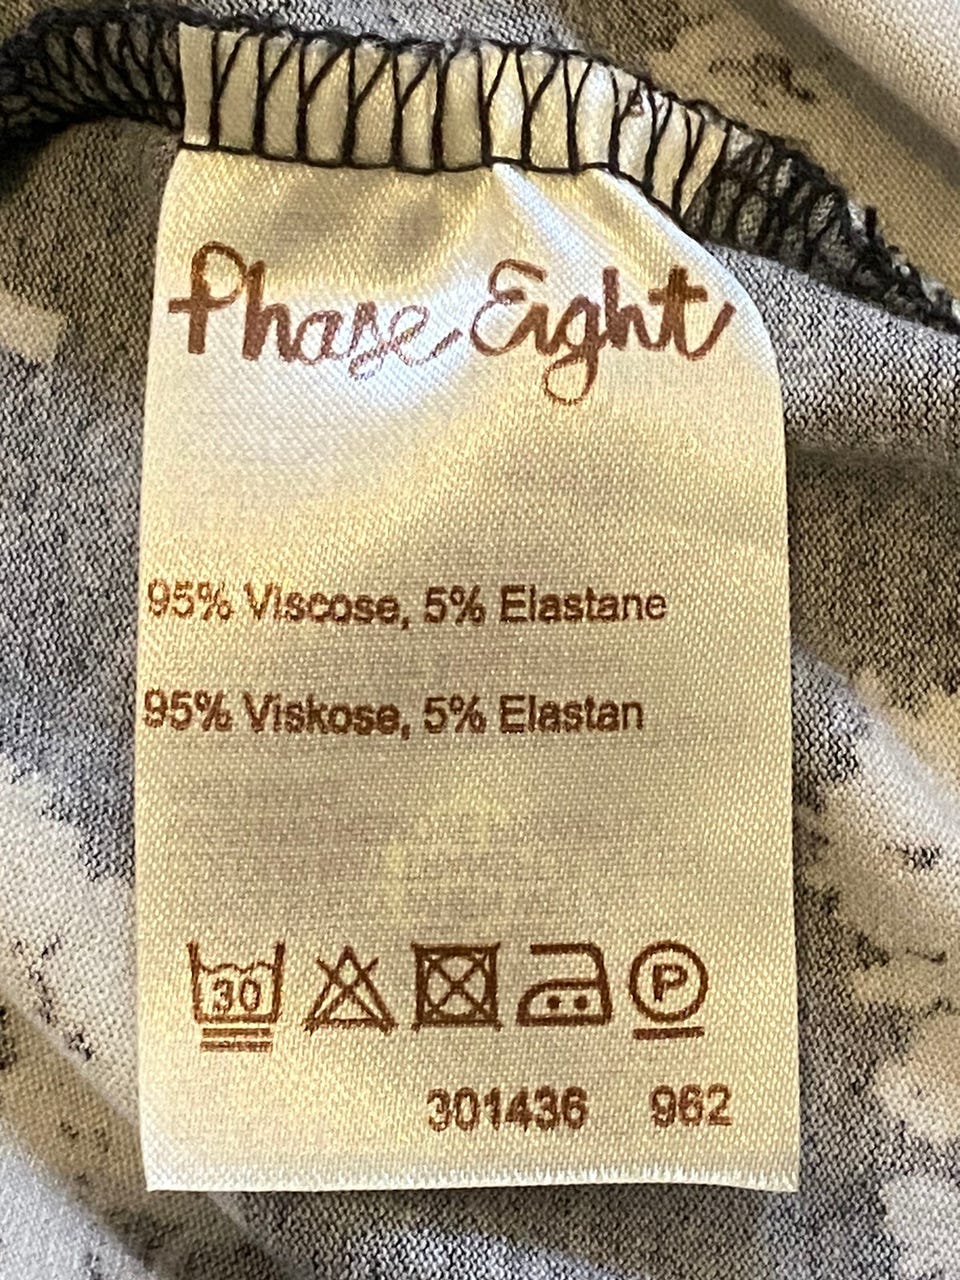 Phase Eight
95% Viscose, 5% Elastane
95% Viskose, 5% Elastan
30 P
301436 962